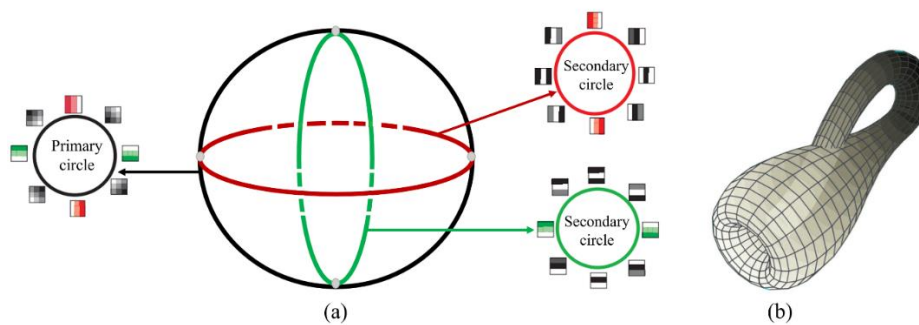 Primary
circle
Secondary
circle
Secondary
circle
(a)
(b)